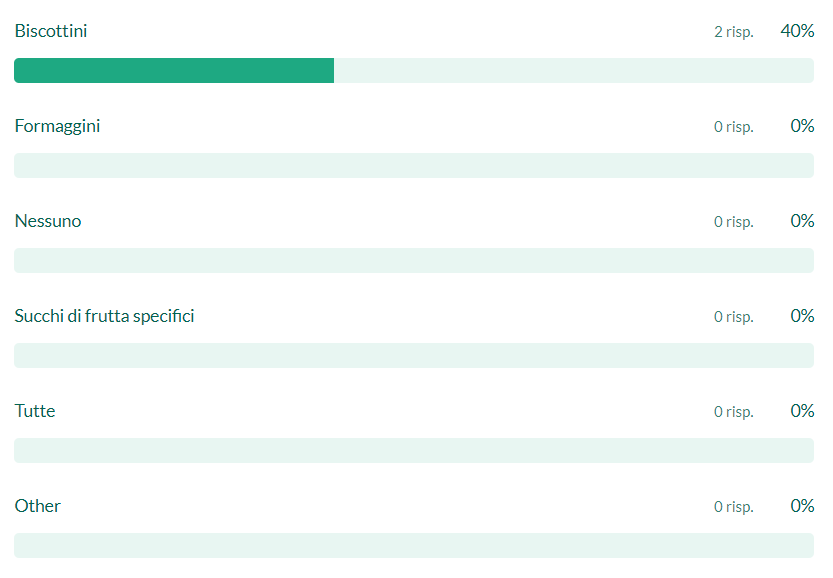 Biscottini 2 risp. 40%
Formaggini 0 risp. 0%
Nessuno 0 risp. 0%
Succhi di frutta specifici 0 risp. 0%
Tutte 0 risp. 0%
Other 0 risp. 0%